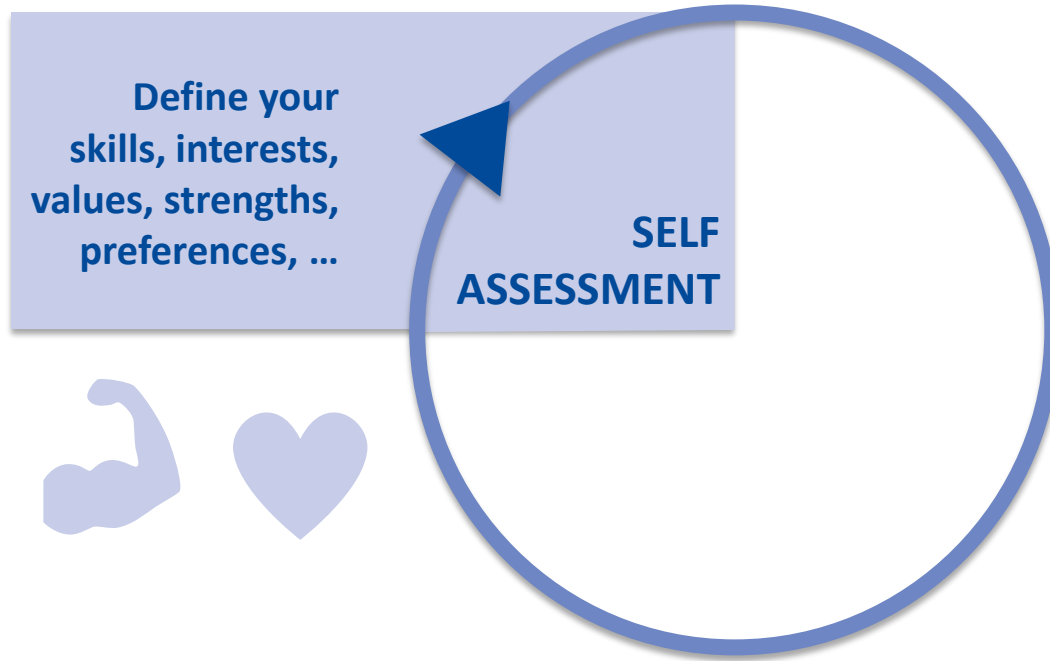 Define your
skills, interests,
values, strengths,
preferences, …
SELF
ASSESSMENT